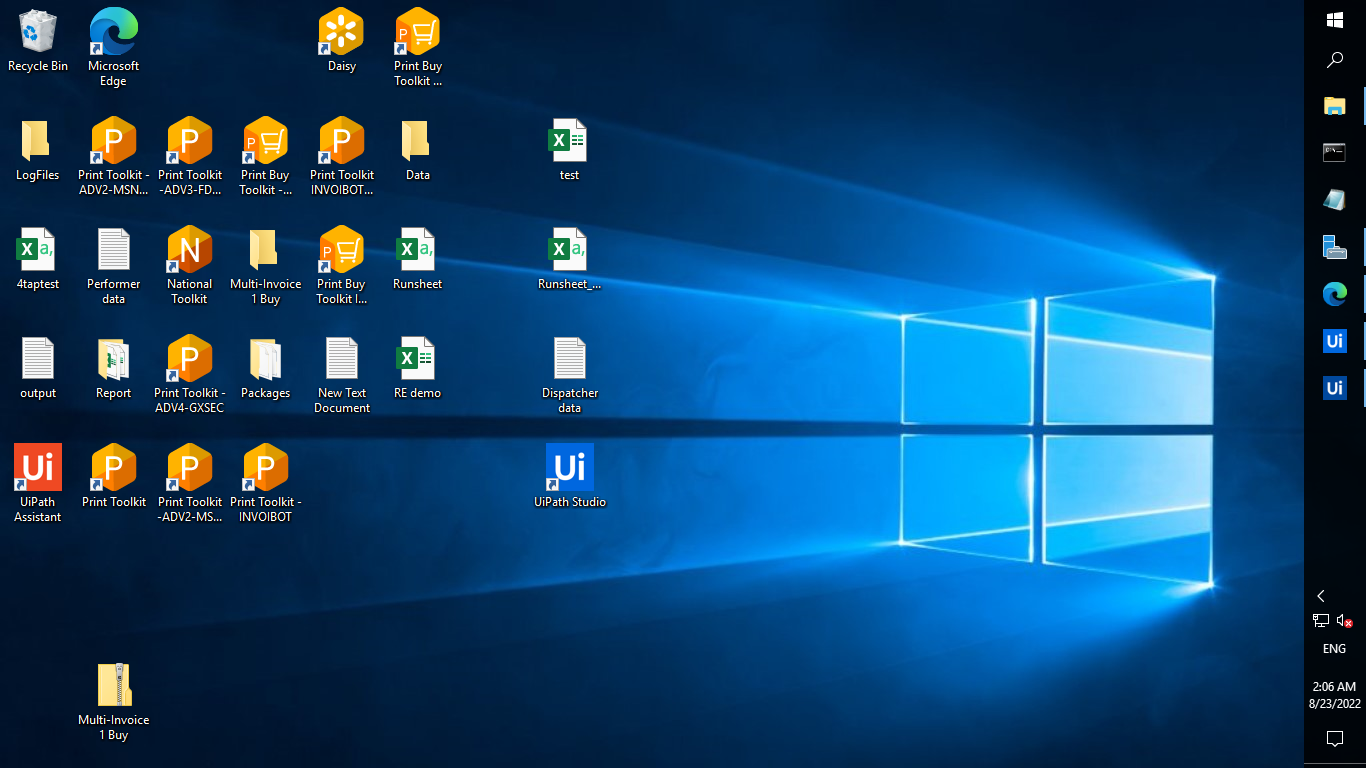 Recycle Bin
Microsoft
Edge
Daisy
Print Buy
Toolkit ...
LogFiles
Print Toolkit -
ADV2-MSN...
Print Toolkit
-ADV3-FD...
Print Buy
Toolkit -...
Print Toolkit
INVOIBOT...
Data
test
4taptest
Performer
data
National
Toolkit
Multi-Invoice
1 Buy
Print Buy
Toolkit I...
Runsheet
Runsheet_...
output
Report
Print Toolkit -
ADV4-GXSEC
Packages
New Text
Document
RE demo
Dispatcher
data
UiPath
Assistant
Print Toolkit
Print Toolkit
-ADV2-MS...
Print Toolkit -
INVOIBOT
UiPath Studio
Multi-Invoice
1 Buy
ENG
2:06 AM
8/23/2022